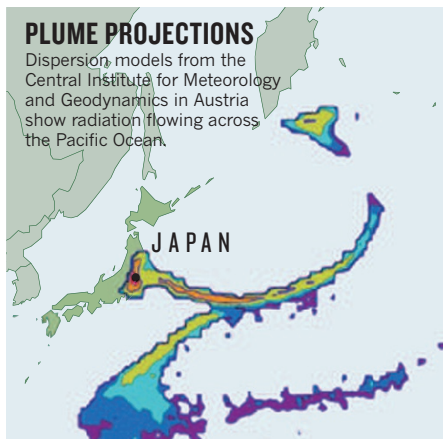 PLUME PROJECTIONS
Dispersion models from the
Central Institute for Meteorology
and Geodynamics in Austria
show radiation flowing across
the Pacific Ocean.
JAPAN